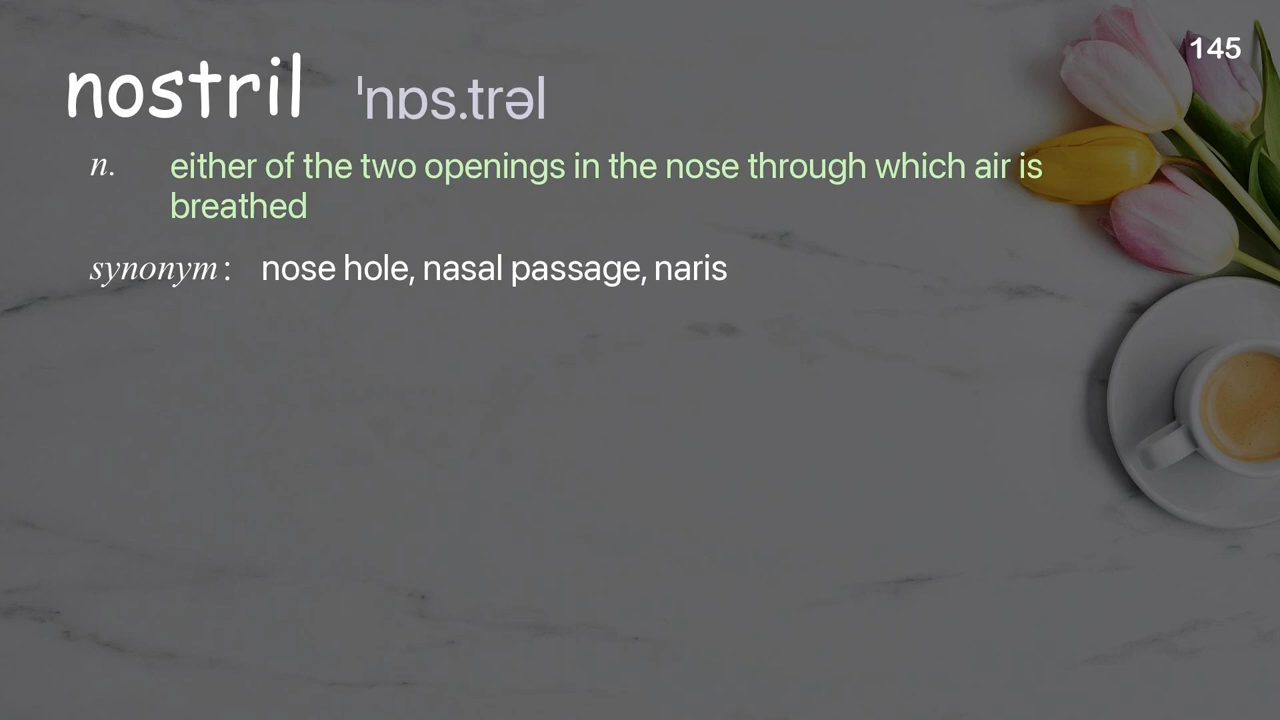 145
nostril ˈnɒs.trəl
n. either of the two openings in the nose through which air is
breathed
synonym: nose hole, nasal passage, naris